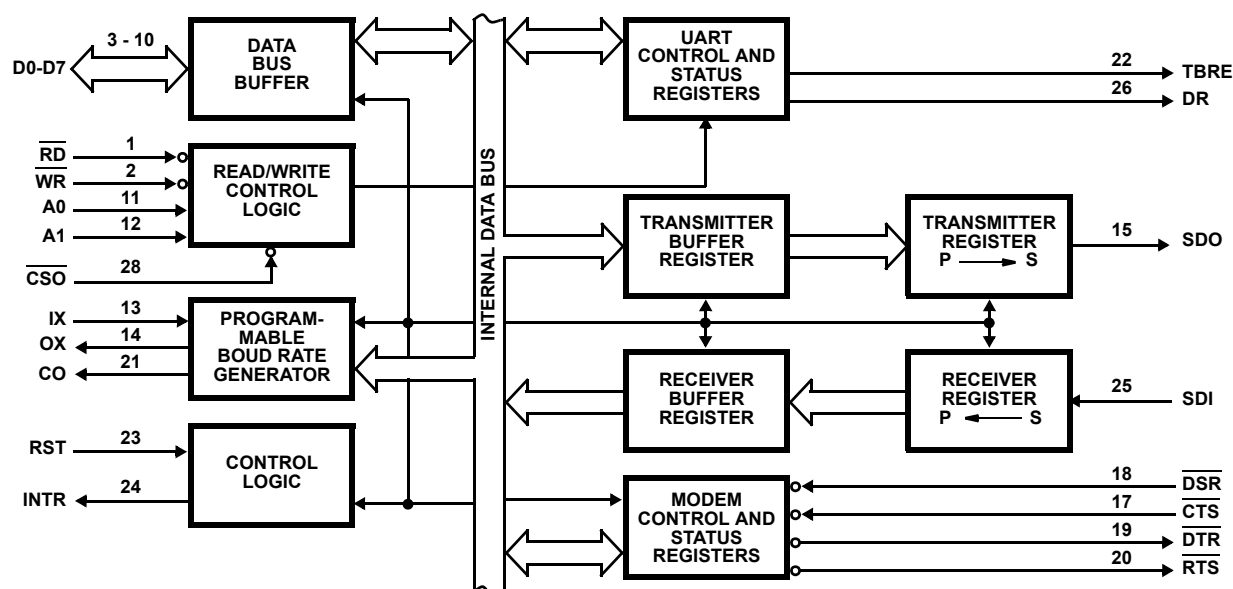 3 - 10
D0-D7
DATA
BUS
BUFFER
UART
CONTROL AND
STATUS
REGISTERS
22
TBRE
26
DR
RD
1
WR
2
A0
11
A1
12
READ/WRITE
CONTROL
LOGIC
CSO
28
INTERNAL DATA BUS
TRANSMITTER
BUFFER
REGISTER
TRANSMITTER
REGISTER
P S
15
SDO
IX
13
OX
14
CO
21
PROGRAM-
MABLE
BOUD RATE
GENERATOR
RECEIVER
BUFFER
REGISTER
RECEIVER
REGISTER
P S
25
SDI
RST
23
INTR
24
CONTROL
LOGIC
MODEM
CONTROL AND
STATUS
REGISTERS
18
DSR
17
CTS
19
DTR
20
RTS